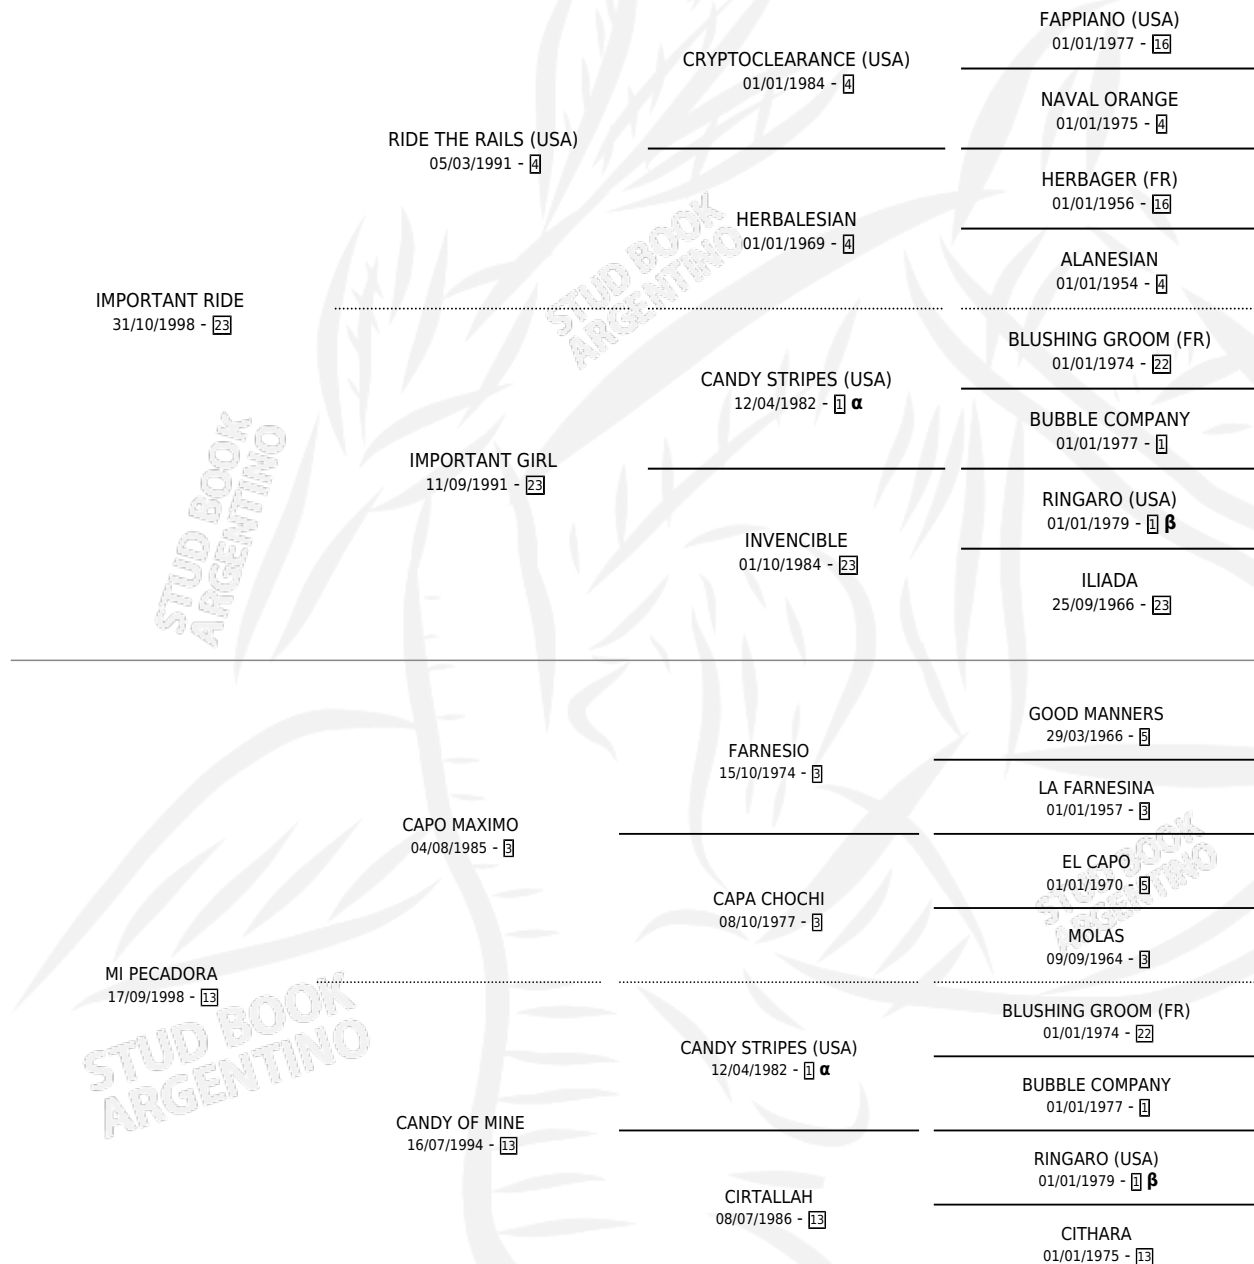 FAPPIANO (USA)
01/01/1977 - 16
CRYPTOCLEARANCE (USA)
01/01/1984 - 4
NAVAL ORANGE
01/01/1975 - 4
RIDE THE RAILS (USA)
05/03/1991 - 4
HERBAGER (FR)
01/01/1956 - 16
HERBALESIAN
01/01/1969 - 4
ALANESIAN
01/01/1954 - 4
IMPORTANT RIDE
31/10/1998 - 23
BLUSHING GROOM (FR)
01/01/1974 - 22
CANDY STRIPES (USA)
12/04/1982 - 1 α
BUBBLE COMPANY
01/01/1977 - 1
IMPORTANT GIRL
11/09/1991 - 23
RINGARO (USA)
01/01/1979 - 1 β
INVENCIBLE
01/10/1984 - 23
ILIADA
25/09/1966 - 23
STUD BOOK
ARGENTINO
STUD BOOK
ARGENTINO
GOOD MANNERS
29/03/1966 - 5
FARNESIO
15/10/1974 - 3
LA FARNESINA
01/01/1957 - 3
CAPO MAXIMO
04/08/1985 - 3
EL CAPO
01/01/1970 - 5
CAPA CHOCHI
08/10/1977 - 3
MOLAS
09/09/1964 - 3
MI PECADORA
17/09/1998 - 13
BLUSHING GROOM (FR)
01/01/1974 - 22
CANDY STRIPES (USA)
12/04/1982 - 1 α
BUBBLE COMPANY
01/01/1977 - 1
CANDY OF MINE
16/07/1994 - 13
RINGARO (USA)
01/01/1979 - 1 β
CIRTALLAH
08/07/1986 - 13
CITHARA
01/01/1975 - 13
STUD BOOK
ARGENTINO
STUD BOOK
ARGENTINO